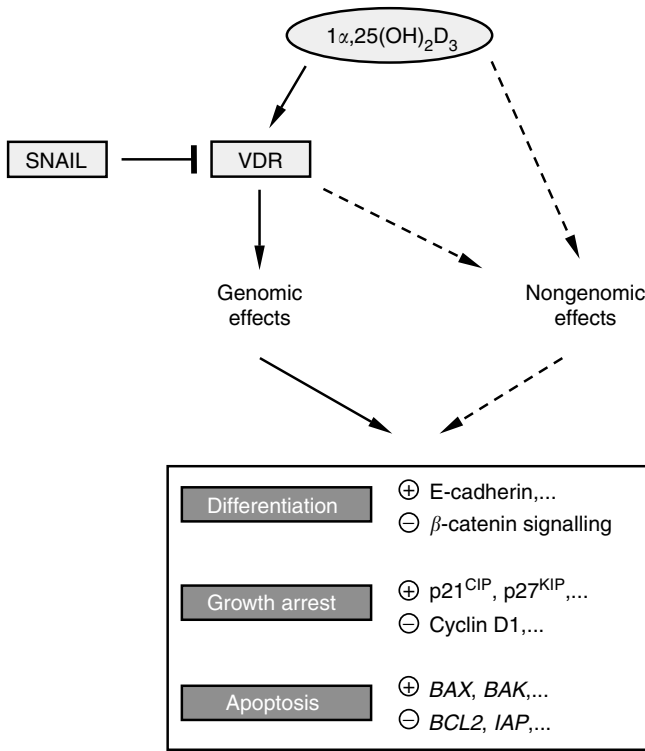 1α,25(OH)₂D₃
SNAIL
VDR
Genomic
effects
Nongenomic
effects
Differentiation
⊕ E-cadherin,...
⊖ β-catenin signalling
Growth arrest
⊕ p21ᶜᴵᴾ, p27ᴷᴵᴾ,...
⊖ Cyclin D1,...
Apoptosis
⊕ BAX, BAK,...
⊖ BCL2, IAP,...